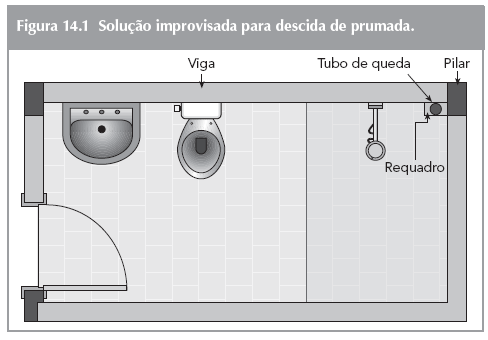 Figura 14.1 Solução improvisada para descida de prumada.
Viga
Tubo de queda
Pilar
Requadro